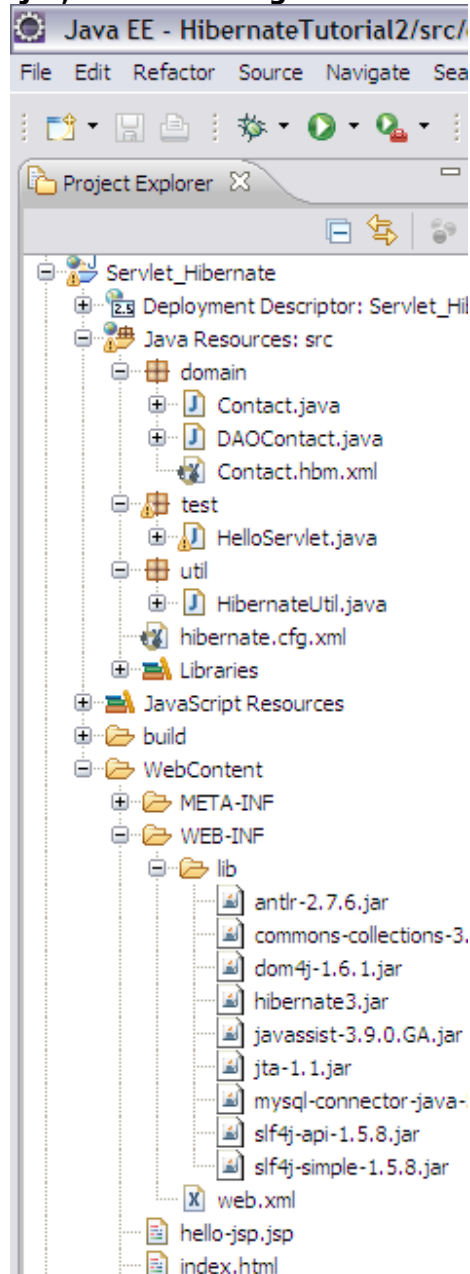 Java EE - HibernateTutorial2/src/
File Edit Refactor Source Navigate Sea
Project Explorer
Servlet_Hibernate
2.5 Deployment Descriptor: Servlet_Hi
Java Resources: src
domain
J Contact.java
J DAOContact.java
Contact.hbm.xml
test
J HelloServlet.java
util
J HibernateUtil.java
hibernate.cfg.xml
Libraries
JavaScript Resources
build
WebContent
META-INF
WEB-INF
lib
antlr-2.7.6.jar
commons-collections-3.
dom4j-1.6.1.jar
hibernate3.jar
javassist-3.9.0.GA.jar
jta-1.1.jar
mysql-connector-java-
slf4j-api-1.5.8.jar
slf4j-simple-1.5.8.jar
X web.xml
hello-jsp.jsp
index.html